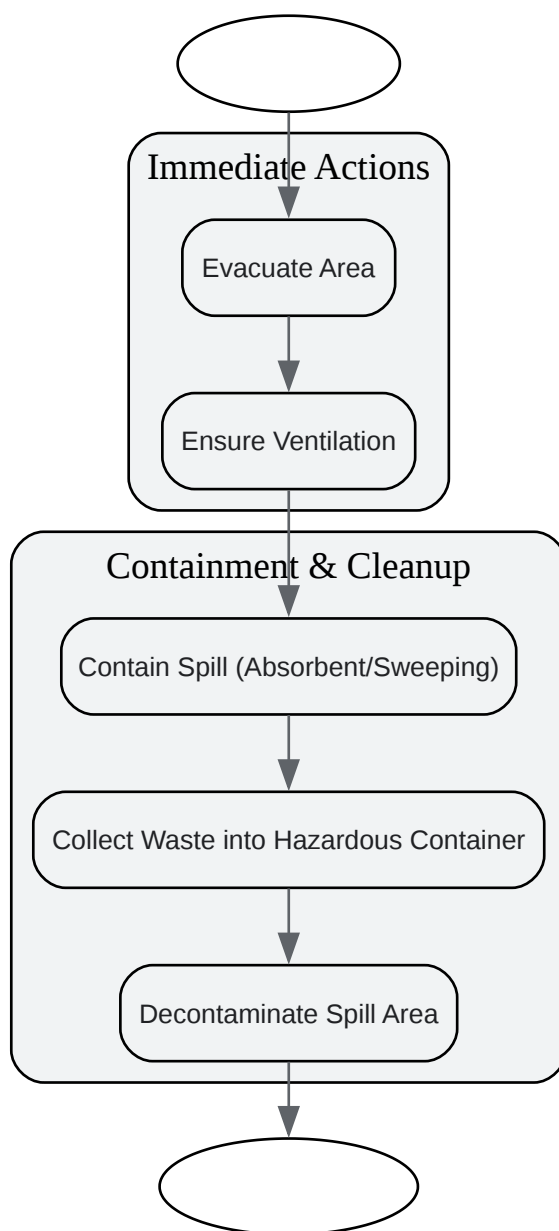 Immediate Actions
Evacuate Area
Ensure Ventilation
Containment & Cleanup
Contain Spill (Absorbent/Sweeping)
Collect Waste into Hazardous Container
Decontaminate Spill Area